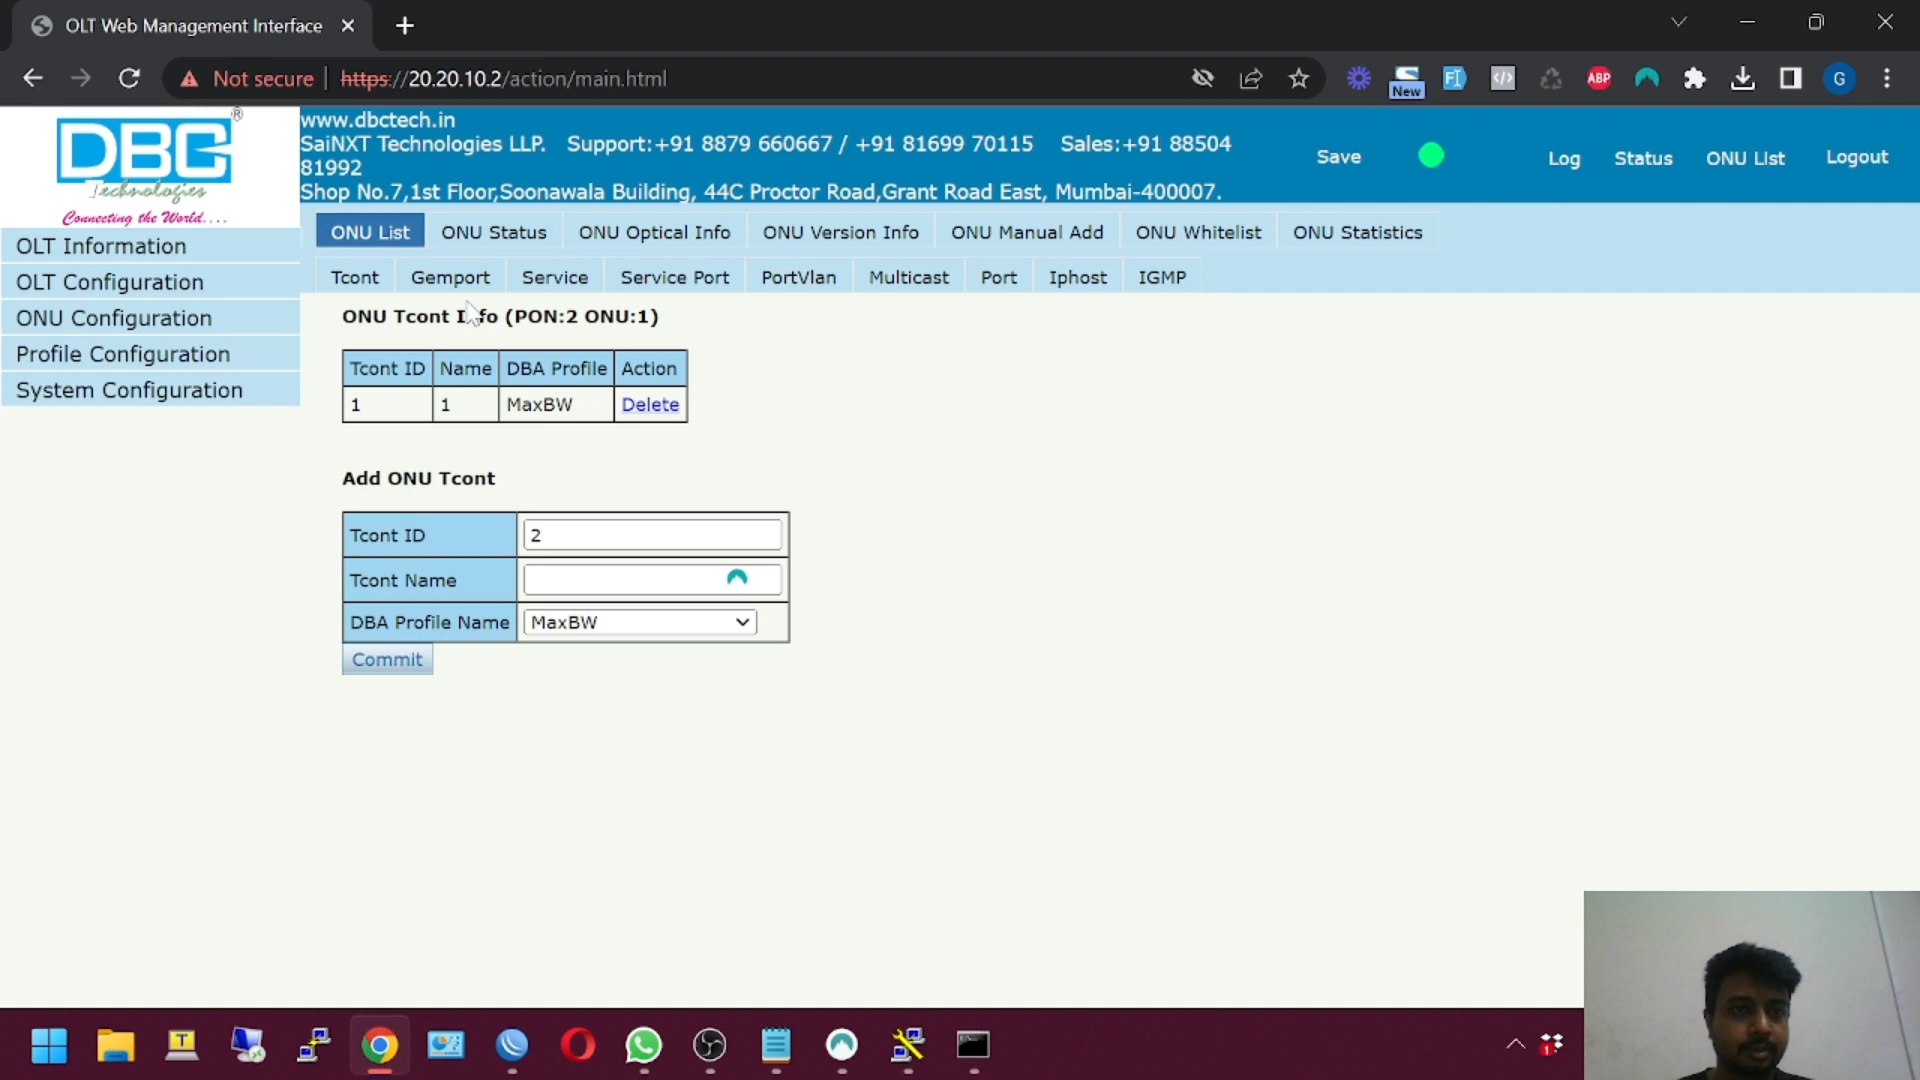 OLT Web Management Interface
Not secure
https://20.20.10.2/action/main.html
New
ABP
G
DBC
®
Technologies
Connecting the World....
www.dbctech.in
SaiNXT Technologies LLP. Support:+91 8879 660667 / +91 81699 70115 Sales:+91 88504
81992
Shop No.7,1st Floor,Soonawala Building, 44C Proctor Road,Grant Road East, Mumbai-400007.
Save
Log
Status
ONU List
Logout
OLT Information
OLT Configuration
ONU Configuration
Profile Configuration
System Configuration
ONU List ONU Status ONU Optical Info ONU Version Info ONU Manual Add ONU Whitelist ONU Statistics
Tcont Gemport Service Service Port PortVlan Multicast Port Iphost IGMP
ONU Tcont Info (PON:2 ONU:1)
Tcont ID Name DBA Profile Action
1 1 MaxBW Delete
Add ONU Tcont
Tcont ID 2
Tcont Name
DBA Profile Name MaxBW
Commit
T
1